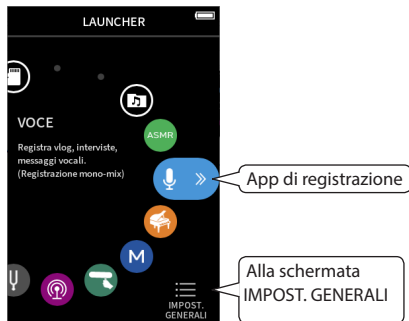 LAUNCHER
VOCE
Registra vlog, interviste,
messaggi vocali.
(Registrazione mono-mix)
ASMR
M
IMPOST.
GENERALI
App di registrazione
Alla schermata
IMPOST. GENERALI